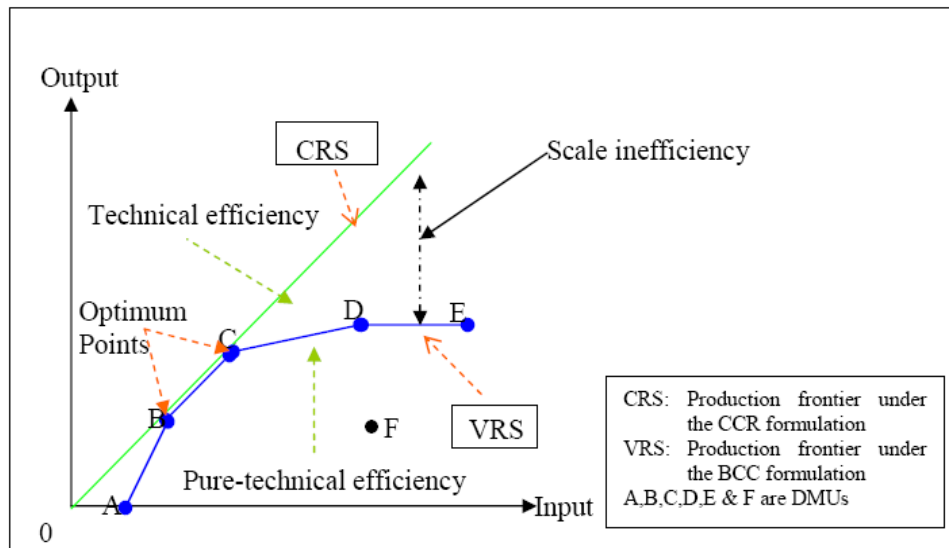 Output
CRS
Scale inefficiency
Technical efficiency
Optimum
Points
C
D
E
B
F
VRS
A
Pure-technical efficiency
Input
0
CRS: Production frontier under
the CCR formulation
VRS: Production frontier under
the BCC formulation
A,B,C,D,E & F are DMUs